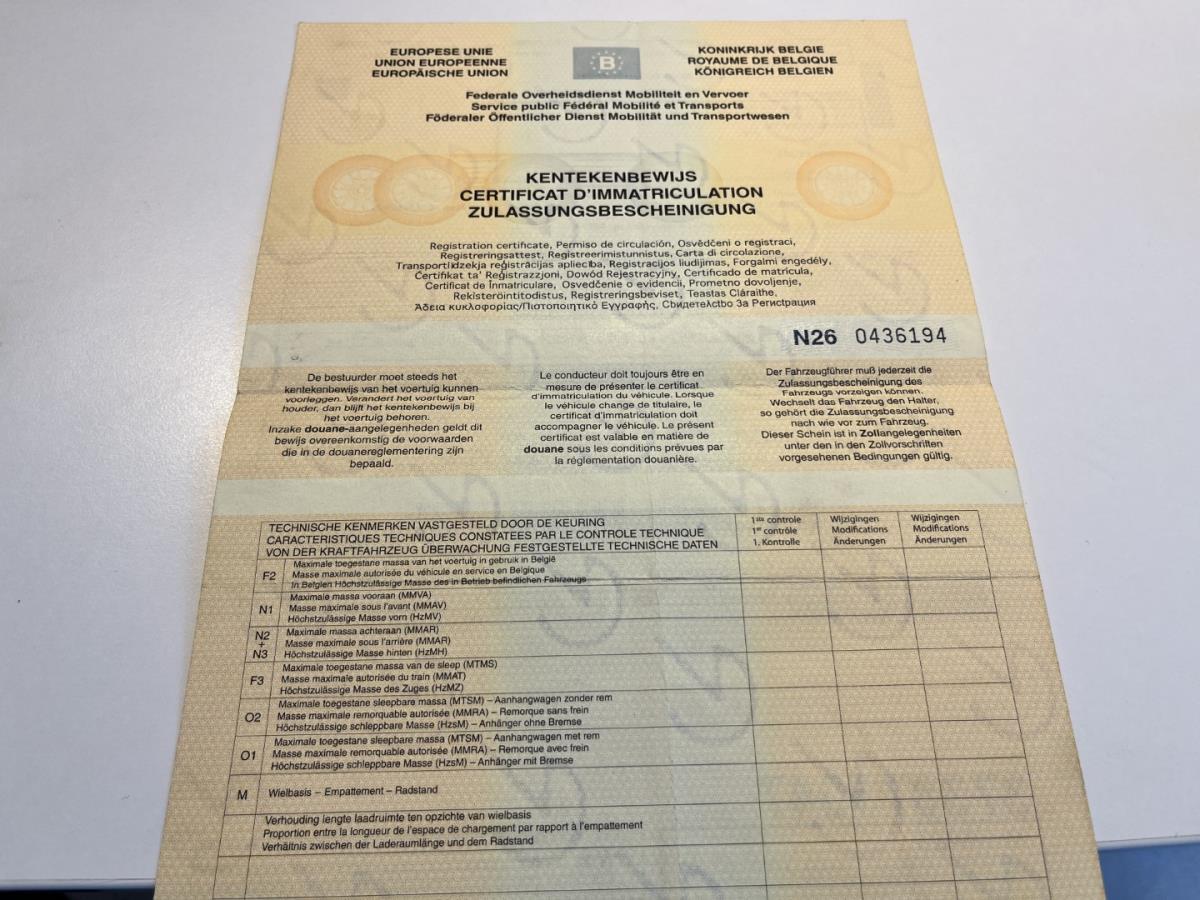 EUROPESE UNIE
UNION EUROPEENNE
EUROPÄISCHE UNION
B
KONINKRIJK BELGIE
ROYAUME DE BELGIQUE
KÖNIGREICH BELGIEN
Federale Overheidsdienst Mobiliteit en Vervoer
Service public Fédéral Mobilité et Transports
Föderaler Öffentlicher Dienst Mobilität und Transportwesen
KENTEKENBEWIJS
CERTIFICAT D'IMMATRICULATION
ZULASSUNGSBESCHEINIGUNG
Registration certificate, Permiso de circulación, Osvědčeni o registraci,
Registreringsattest, Registreerimistunnistus, Carta di circolazione,
Transportlīdzekļa reģistrācijas apliecība, Registracijos liudijimas, Forgalmi engedély,
Ċertifikat ta' Reġistrazzjoni, Dowód Rejestracyjny, Certificado de matrícula,
Certificat de Înmatriculare, Osvedčenie o evidencii, Prometno dovoljenje,
Rekisteröintitodistus, Registreringsbeviset, Teastas Cláraithe,
Άδεια κυκλοφορίας/Πιστοποιητικό Εγγραφής, Свидетелство За Регистрация
N26 0436194
De bestuurder moet steeds het
kentekenbewijs van het voertuig kunnen
voorleggen. Verandert het voertuig van
houder, dan blijft het kentekenbewijs bij
het voertuig behoren.
Inzake douane-aangelegenheden geldt dit
bewijs overeenkomstig de voorwaarden
die in de douanereglementering zijn
bepaald.
Le conducteur doit toujours être en
mesure de présenter le certificat
d'immatriculation du véhicule. Lorsque
le véhicule change de titulaire, le
certificat d'immatriculation doit
accompagner le véhicule. Le présent
certificat est valable en matière de
douane sous les conditions prévues par
la réglementation douanière.
Der Fahrzeugführer muß jederzeit die
Zulassungsbescheinigung des
Fahrzeugs vorzeigen können.
Wechselt das Fahrzeug den Halter,
so gehört die Zulassungsbescheinigung
nach wie vor zum Fahrzeug.
Dieser Schein ist in Zollangelegenheiten
unter den in den Zollvorschriften
vorgesehenen Bedingungen gültig.
TECHNISCHE KENMERKEN VASTGESTELD DOOR DE KEURING
CARACTERISTIQUES TECHNIQUES CONSTATEES PAR LE CONTROLE TECHNIQUE
VON DER KRAFTFAHRZEUG ÜBERWACHUNG FESTGESTELLTE TECHNISCHE DATEN
1ste controle
1er contrôle
1. Kontrolle
Wijzigingen
Modifications
Änderungen
Wijzigingen
Modifications
Änderungen
F2
Maximale toegestane massa van het voertuig in gebruik in België
Masse maximale autorisée du véhicule en service en Belgique
In Belgien Höchstzulässige Masse des in Betrieb befindlichen Fahrzeugs
N1
Maximale massa vooraan (MMVA)
Masse maximale sous l'avant (MMAV)
Höchstzulässige Masse vorn (HzMV)
N2
+
N3
Maximale massa achteraan (MMAR)
Masse maximale sous l'arrière (MMAR)
Höchstzulässige Masse hinten (HzMH)
F3
Maximale toegestane massa van de sleep (MTMS)
Masse maximale autorisée du train (MMAT)
Höchstzulässige Masse des Zuges (HzMZ)
O2
Maximale toegestane sleepbare massa (MTSM) – Aanhangwagen zonder rem
Masse maximale remorquable autorisée (MMRA) – Remorque sans frein
Höchstzulässige schleppbare Masse (HzsM) – Anhänger ohne Bremse
O1
Maximale toegestane sleepbare massa (MTSM) – Aanhangwagen met rem
Masse maximale remorquable autorisée (MMRA) – Remorque avec frein
Höchstzulässige schleppbare Masse (HzsM) – Anhänger mit Bremse
M
Wielbasis – Empattement – Radstand
Verhouding lengte laadruimte ten opzichte van wielbasis
Proportion entre la longueur de l'espace de chargement par rapport à l'empattement
Verhältnis zwischen der Laderaumlänge und dem Radstand